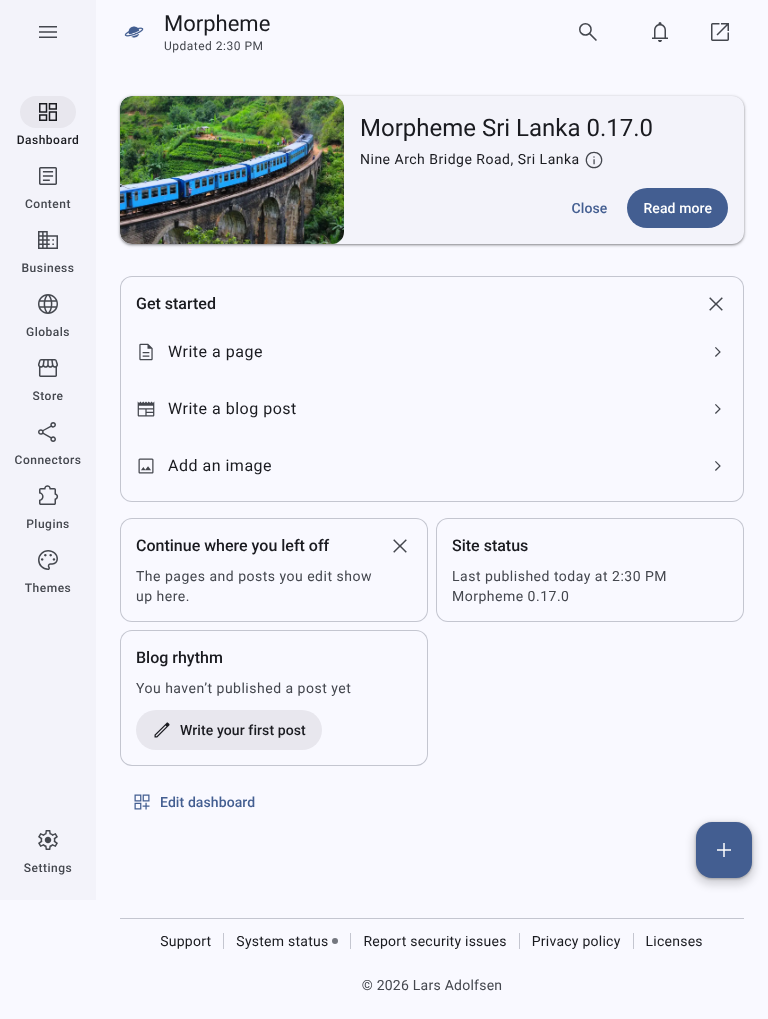 Morpheme
Updated 2:30 PM
Dashboard
Content
Business
Globals
Store
Connectors
Plugins
Themes
Settings
Morpheme Sri Lanka 0.17.0
Nine Arch Bridge Road, Sri Lanka
Close
Read more
Get started
Write a page
Write a blog post
Add an image
Continue where you left off
The pages and posts you edit show
up here.
Site status
Last published today at 2:30 PM
Morpheme 0.17.0
Blog rhythm
You haven’t published a post yet
Write your first post
Edit dashboard
Support
System status
Report security issues
Privacy policy
Licenses
© 2026 Lars Adolfsen